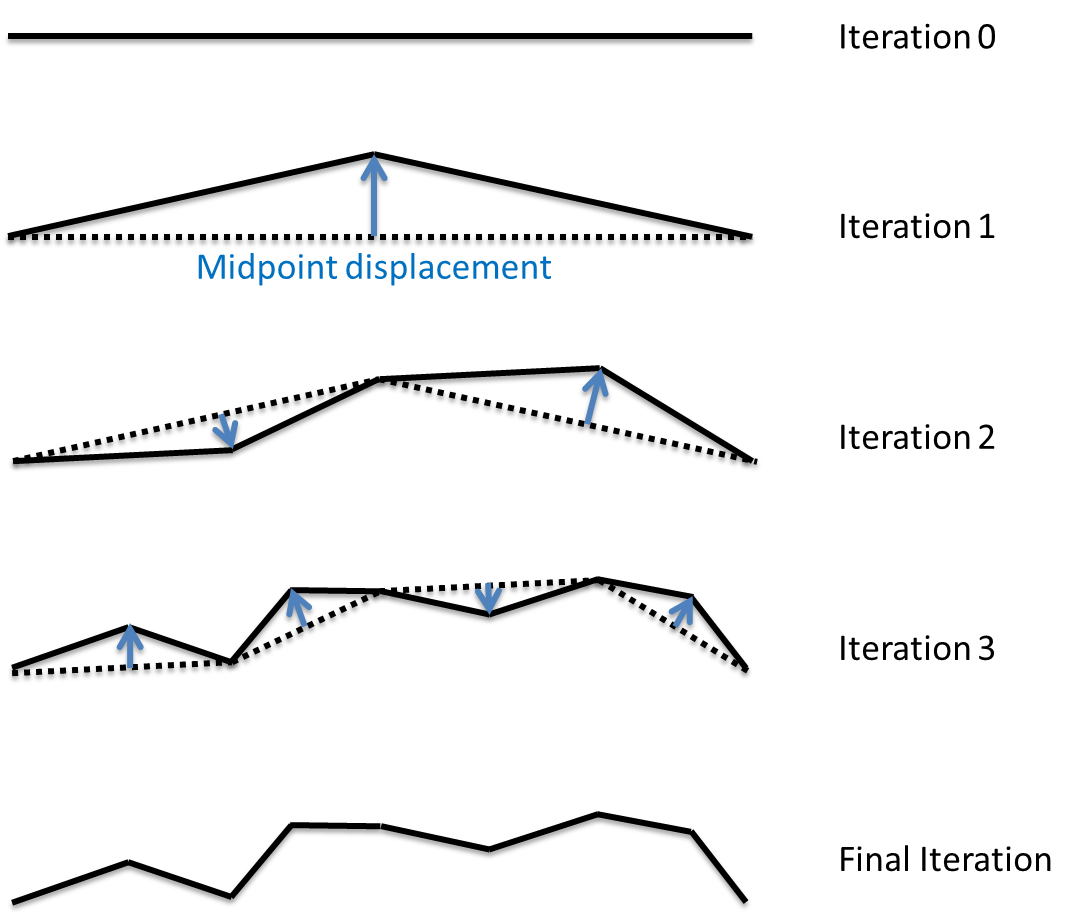 Iteration 0
Iteration 1
Midpoint displacement
Iteration 2
Iteration 3
Final Iteration